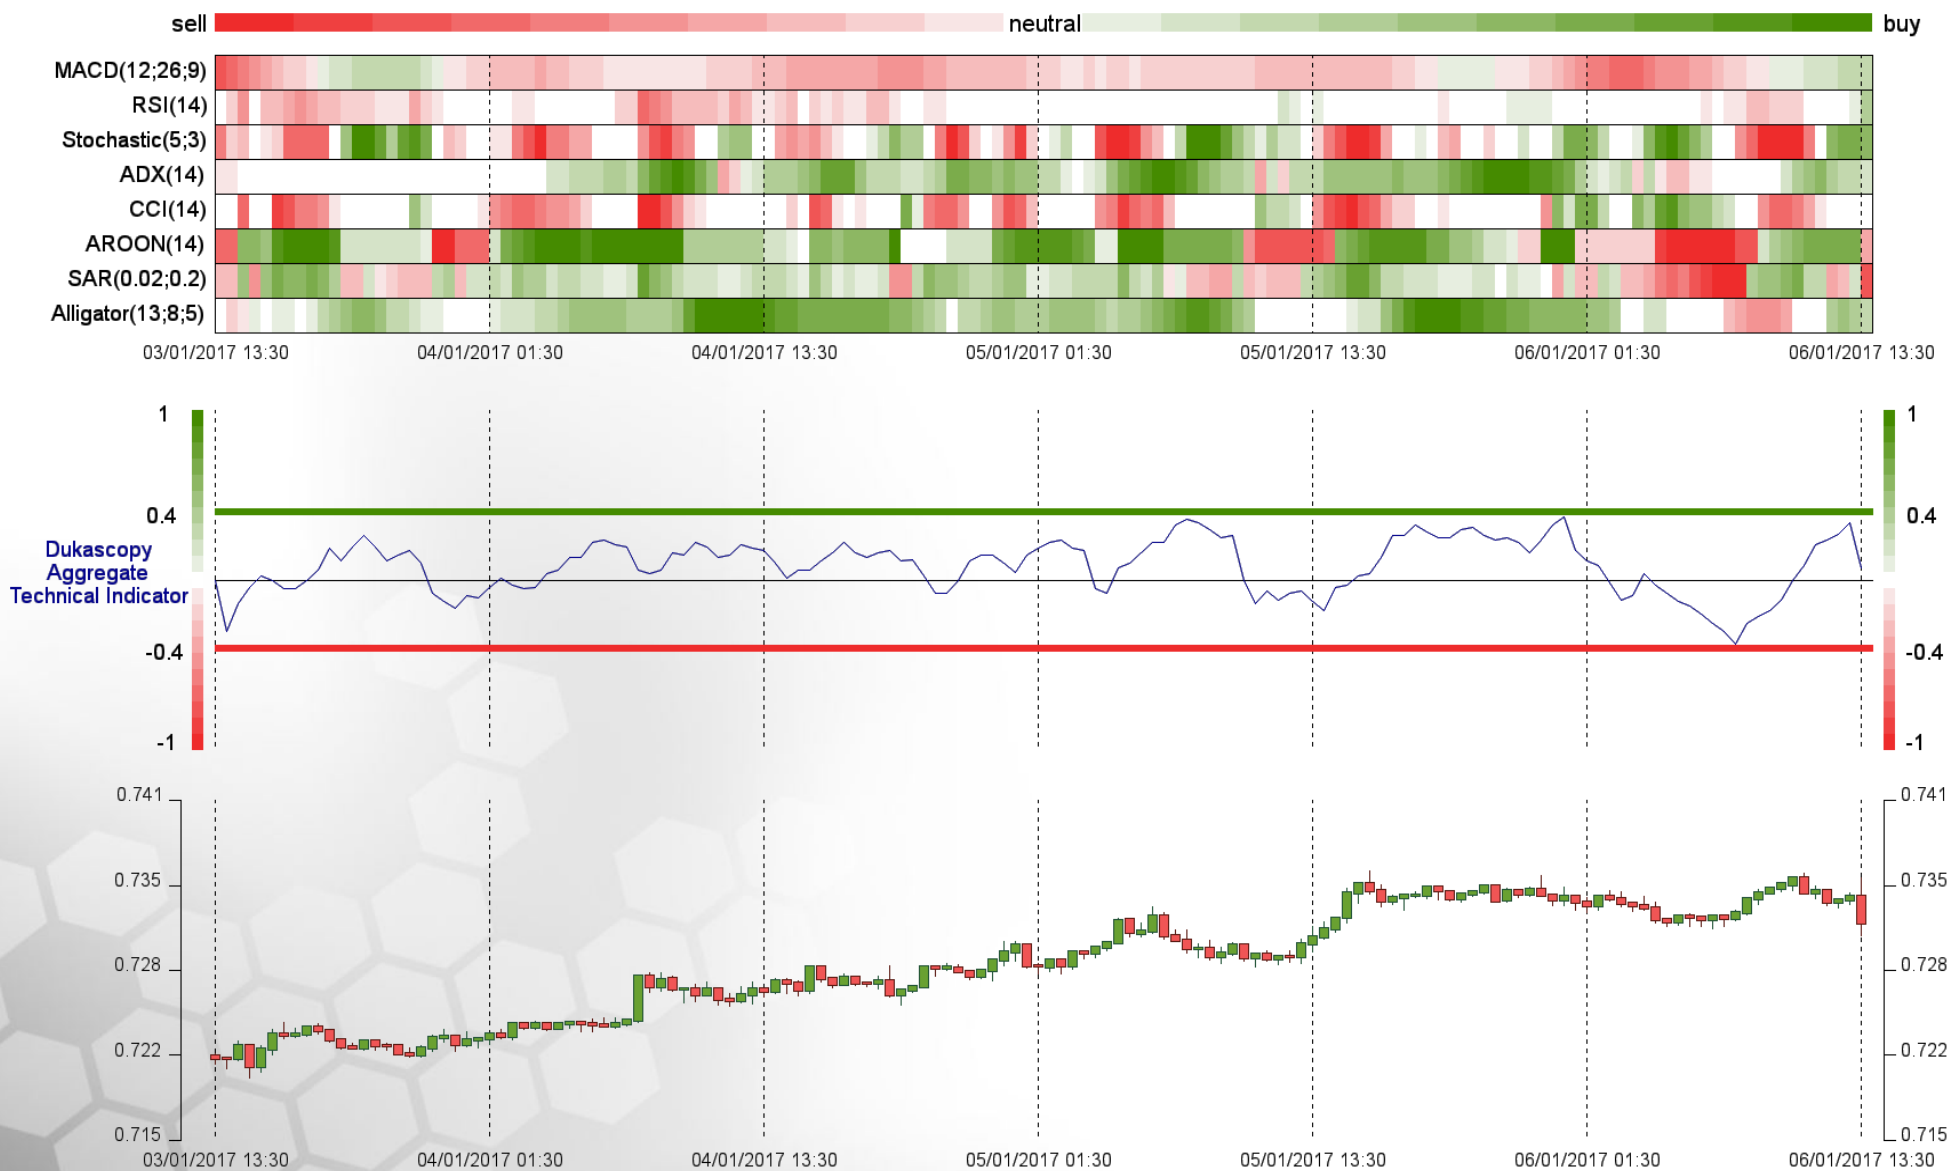 sell neutral buy
MACD(12;26;9)
RSI(14)
Stochastic(5;3)
ADX(14)
CCI(14)
AROON(14)
SAR(0.02;0.2)
Alligator(13;8;5)
03/01/2017 13:30 04/01/2017 01:30 04/01/2017 13:30 05/01/2017 01:30 05/01/2017 13:30 06/01/2017 01:30 06/01/2017 13:30
1 1
0.4 0.4
Dukascopy
Aggregate
Technical Indicator
-0.4 -0.4
-1 -1
0.741 0.741
0.735 0.735
0.728 0.728
0.722 0.722
0.715 0.715
03/01/2017 13:30 04/01/2017 01:30 04/01/2017 13:30 05/01/2017 01:30 05/01/2017 13:30 06/01/2017 01:30 06/01/2017 13:30